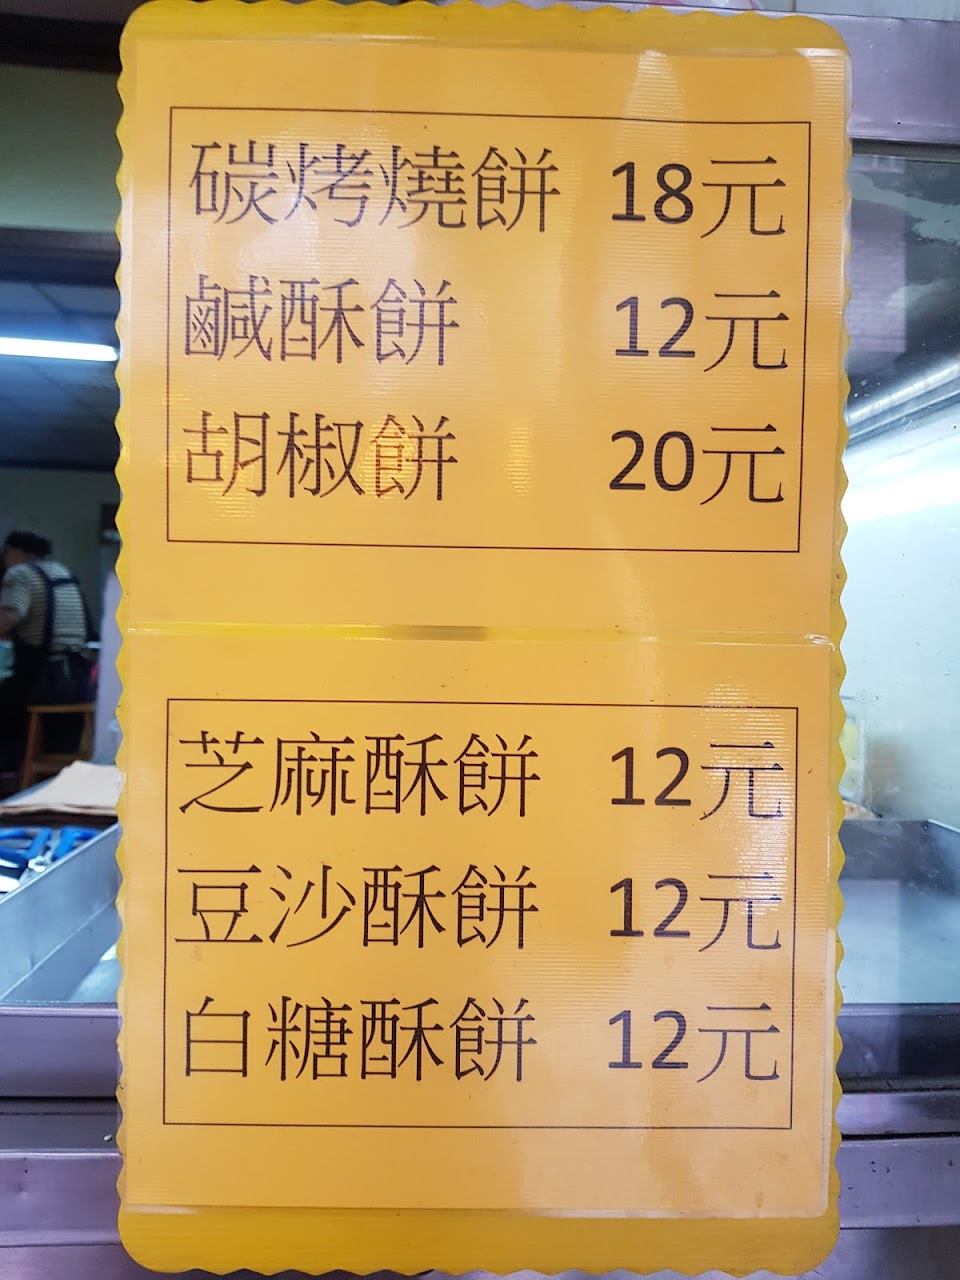 碳烤燒餅 18元
鹹酥餅 12元
胡椒餅 20元
芝麻酥餅 12元
豆沙酥餅 12元
白糖酥餅 12元